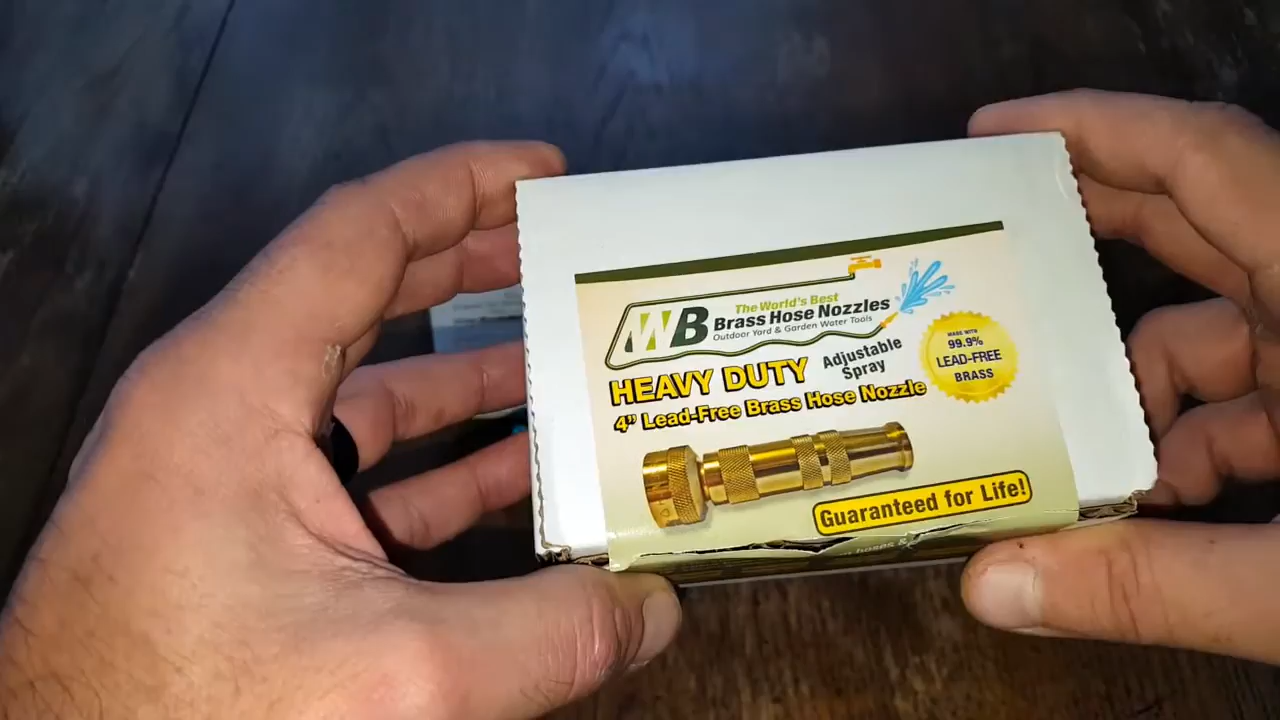 WB
The World's Best
Brass Hose Nozzles
Outdoor Yard & Garden Water Tools
HEAVY DUTY
Adjustable
Spray
4" Lead-Free Brass Hose Nozzle
MADE WITH
99.9%
LEAD-FREE
BRASS
Guaranteed for Life!
hoses &